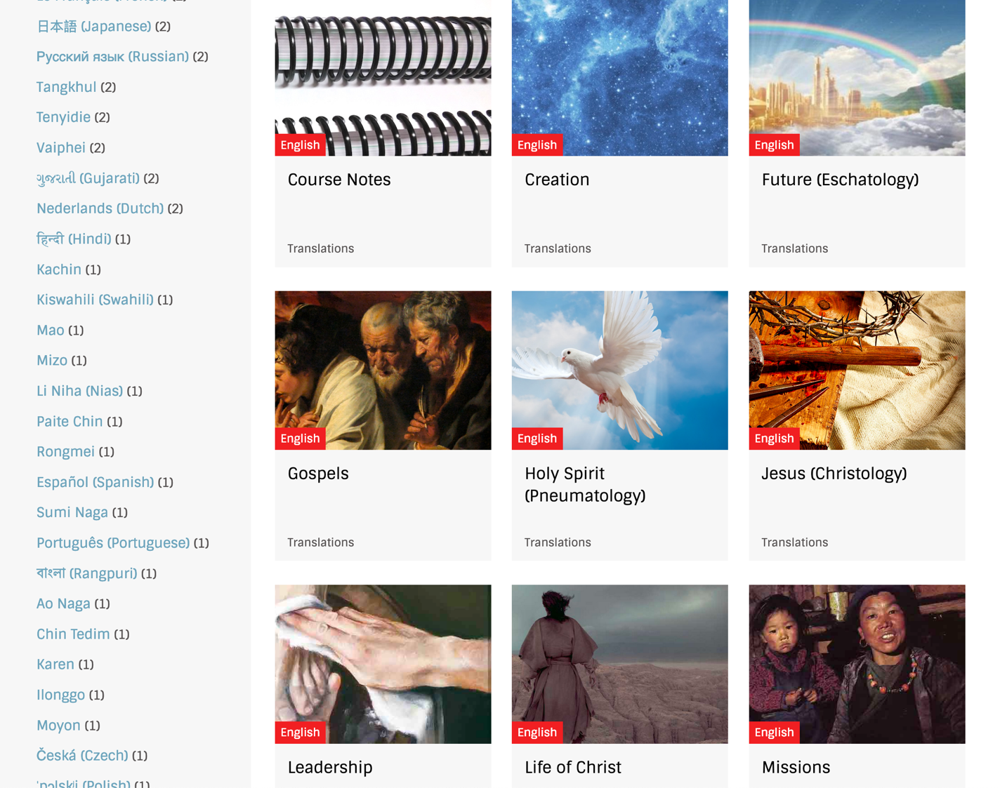 日本語 (Japanese) (2)
Русский язык (Russian) (2)
Tangkhul (2)
Tenyidie (2)
Vaiphei (2)
ગુજરાતી (Gujarati) (2)
Nederlands (Dutch) (2)
हिन्दी (Hindi) (1)
Kachin (1)
Kiswahili (Swahili) (1)
Mao (1)
Mizo (1)
Li Niha (Nias) (1)
Paite Chin (1)
Rongmei (1)
Español (Spanish) (1)
Sumi Naga (1)
Português (Portuguese) (1)
বাংলা (Rangpuri) (1)
Ao Naga (1)
Chin Tedim (1)
Karen (1)
Ilonggo (1)
Moyon (1)
Česká (Czech) (1)
(Polish) (1)
English
Course Notes
Translations
English
Creation
Translations
English
Future (Eschatology)
Translations
English
Gospels
Translations
English
Holy Spirit
(Pneumatology)
Translations
English
Jesus (Christology)
Translations
English
Leadership
English
Life of Christ
English
Missions